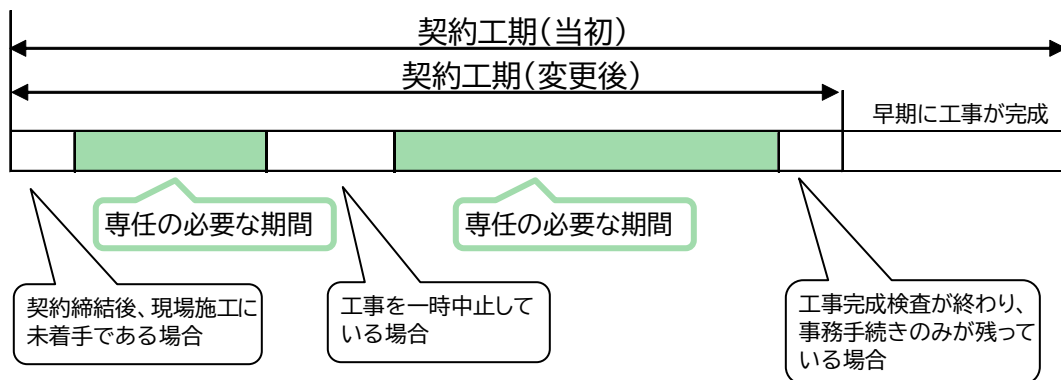 契約工期(当初)
契約工期(変更後)
早期に工事が完成
専任の必要な期間
専任の必要な期間
契約締結後、現場施工に
未着手である場合
工事を一時中止して
いる場合
工事完成検査が終わり、
事務手続きのみが残って
いる場合